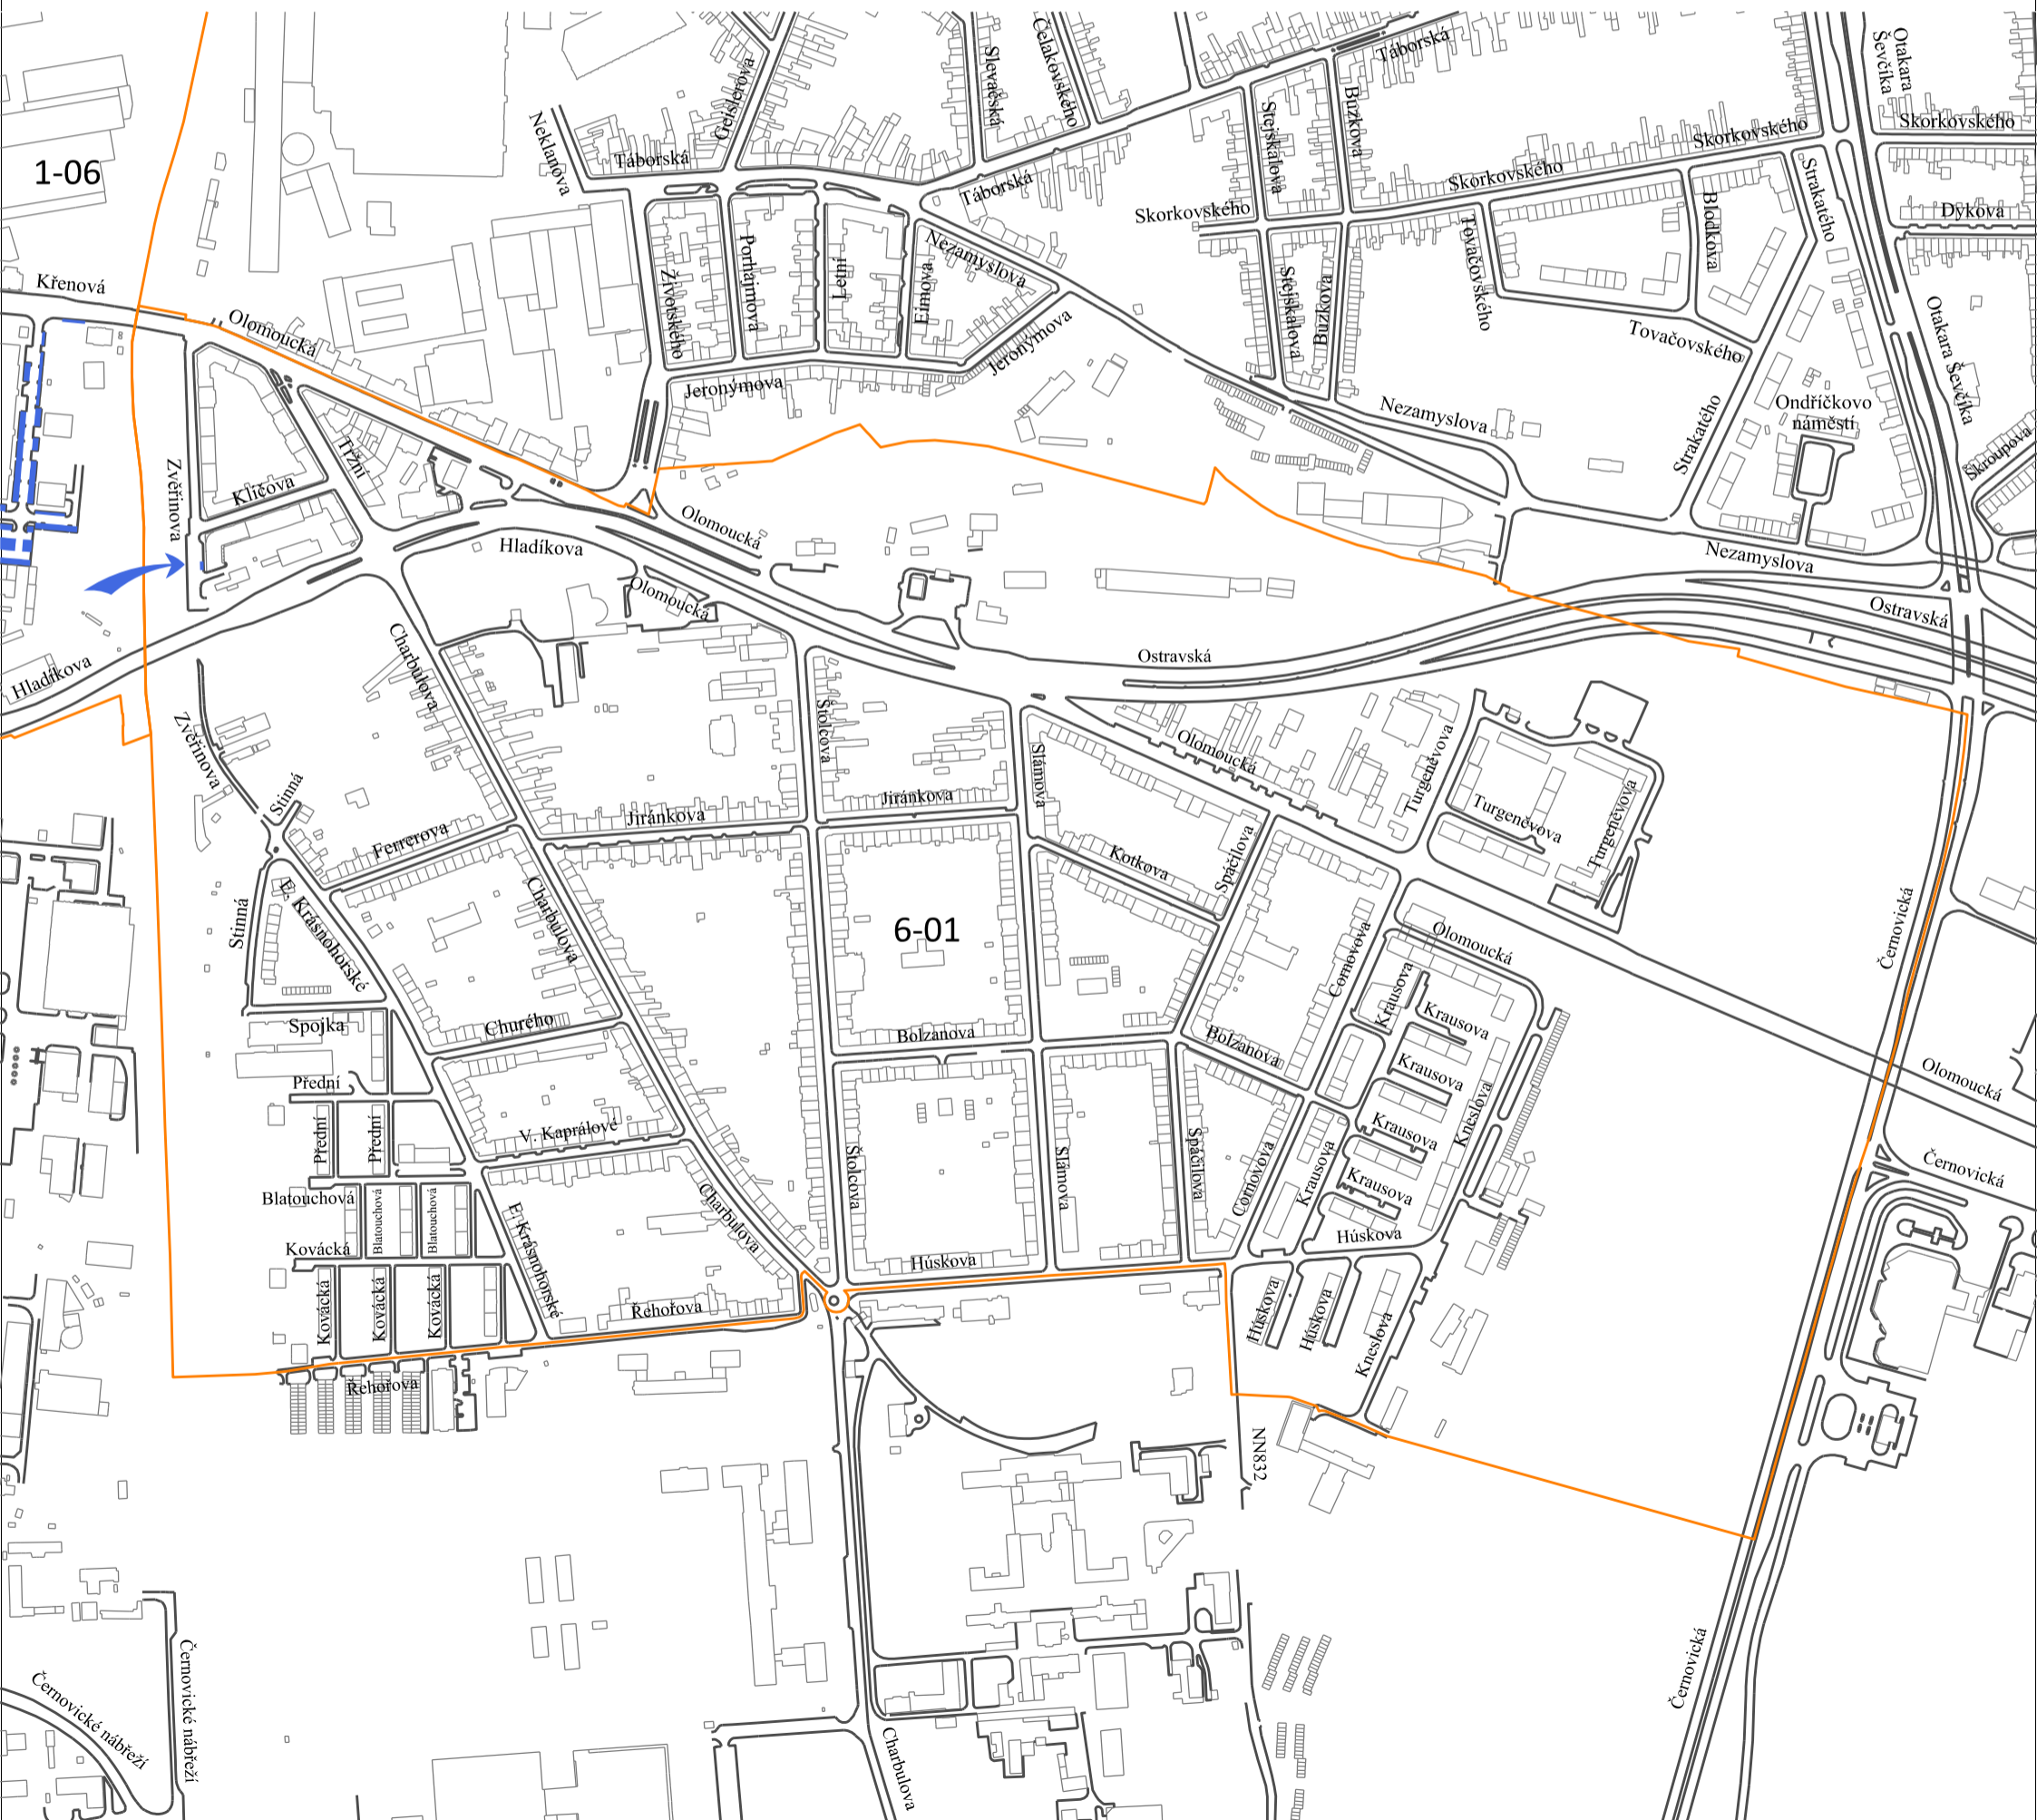 Čelakovského
Slevačská
Táborská
Otakara
Ševčíka
Geislerova
Neklanova
Táborská
Stejskalova
Buzkova
Skorkovského
Skorkovského
1-06
Táborská
Skorkovského
Skorkovského
Strakatého
Blodkova
Dykova
Tovačovského
Nezamyslova
Porhajmova
Životského
Letní
Eimova
Stejskalova
Buzkova
Křenová
Olomoucká
Jeronýmova
Jeronýmova
Tovačovského
Otakara Ševčíka
Nezamyslova
Ondříčkovo
náměstí
Strakatého
Škroupova
Tržní
Klíčova
Zvěřinova
Olomoucká
Hladíkova
Nezamyslova
Olomoucká
Ostravská
Hladíkova
Charbulova
Ostravská
Zvěřinova
Štolcova
Slámova
Olomoucká
Turgeněvova
Turgeněvova
Turgeněvova
Stinná
Jiránkova
Jiránkova
Ferrerova
Kotkova
Spáčilova
Stinná
E. Krásnohorské
Charbulova
6-01
Cornovova
Olomoucká
Černovická
Krausova
Krausova
Spojka
Churého
Bolzanova
Bolzanova
Krausova
Olomoucká
Přední
Přední
Přední
V. Kaprálové
Krausova
Kneslova
Černovická
Krausova
Krausova
Blatouchová
Blatouchová
Blatouchová
Štolcova
Slámova
Spáčilova
Cornovova
E. Krásnohorské
Charbulova
Kovácká
Húskova
Húskova
Kovácká
Kovácká
Kovácká
Řehořova
Húskova
Húskova
Kneslova
Řehořova
NN832
Černovická
Černovické nábřeží
Černovické nábřeží
Charbulova